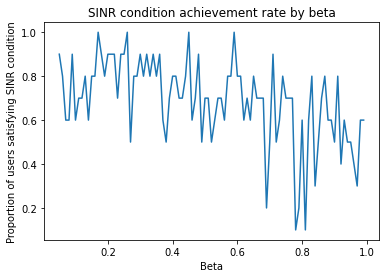 SINR condition achievement rate by beta
Proportion of users satisfying SINR condition
1.0
0.8
0.6
0.4
0.2
0.2 0.4 0.6 0.8 1.0
Beta